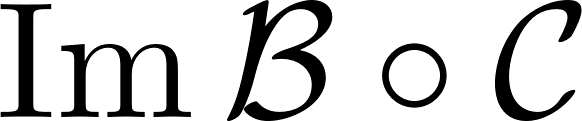 Im ℬ ∘ 𝒞